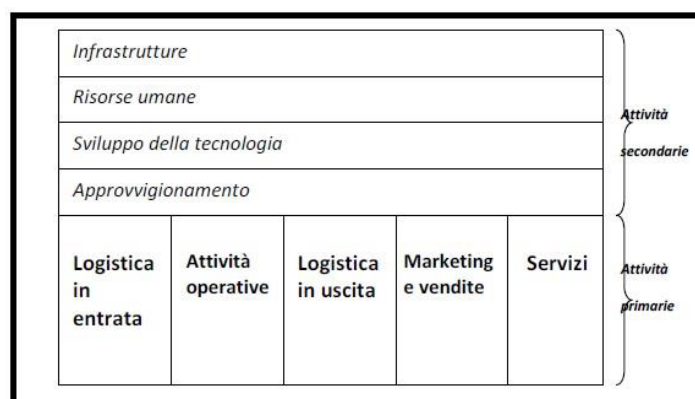 Infrastrutture
Risorse umane
Sviluppo della tecnologia
Approvvigionamento
Attività
secondarie
Logistica
in
entrata
Attività
operative
Logistica
in uscita
Marketing
e vendite
Servizi
Attività
primarie